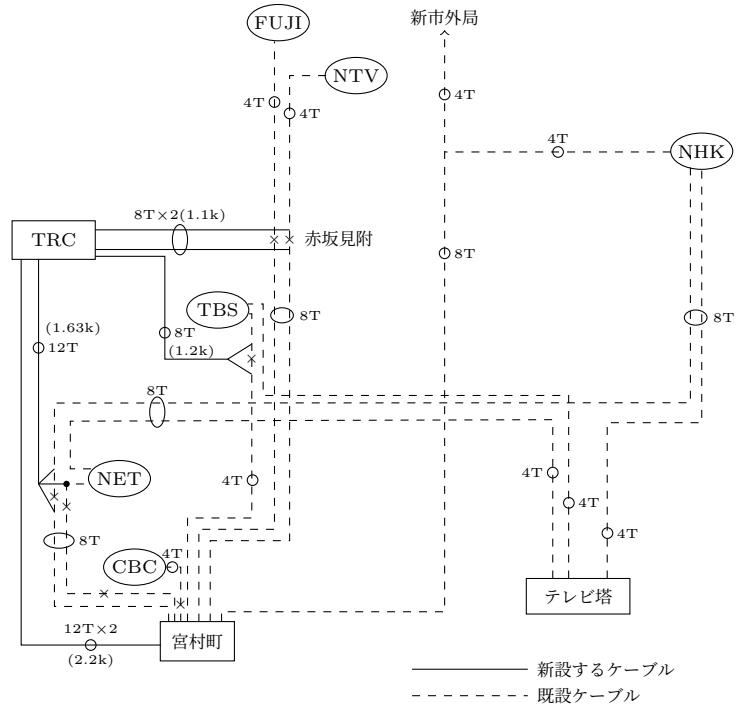 FUJI
新市外局
NTV
4T
4T
4T
4T
NHK
8T×2(1.1k)
TRC
赤坂見附
8T
TBS
8T
8T
(1.63k)
12T
8T
(1.2k)
8T
4T
NET
4T
4T
8T
4T
4T
CBC
テレビ塔
12T×2
宮村町
(2.2k)
新設するケーブル
既設ケーブル